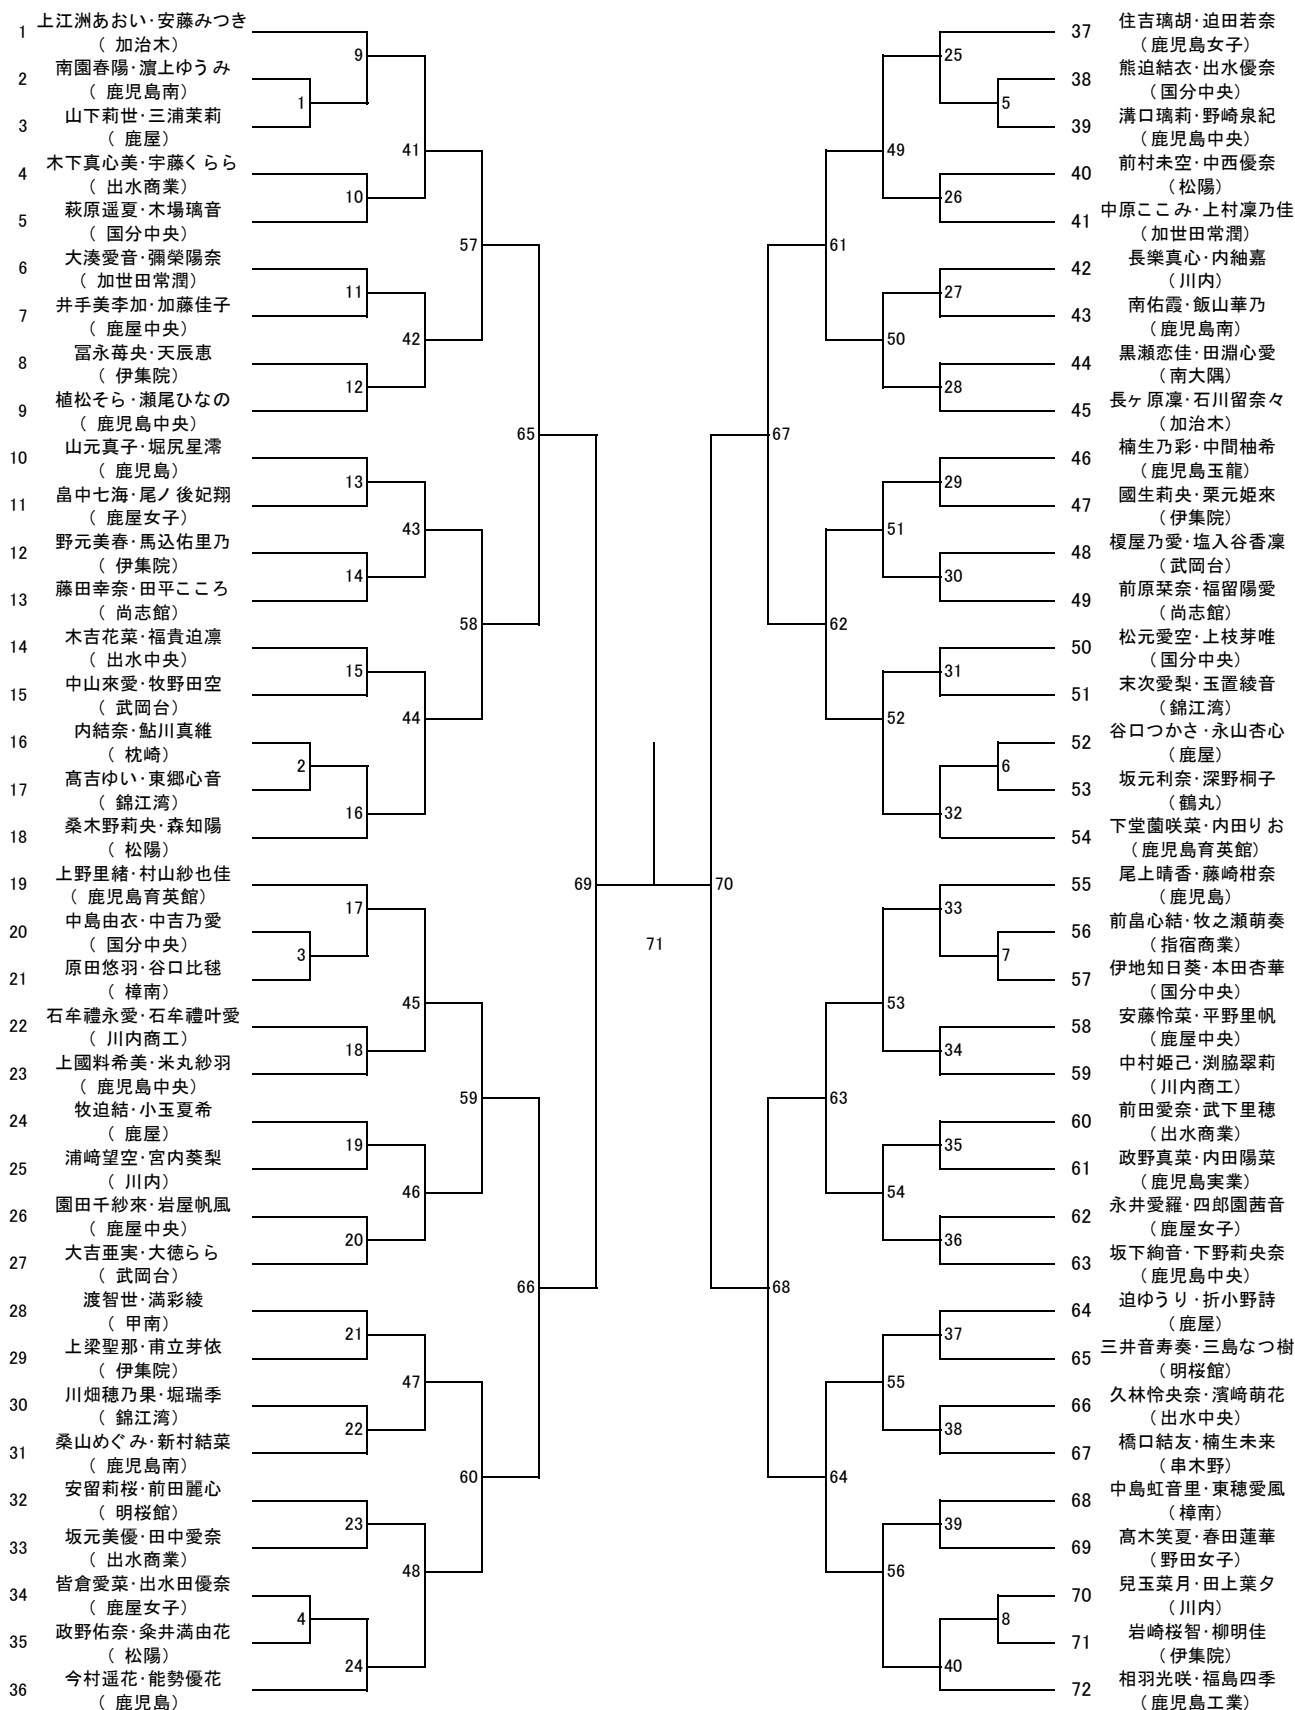 1 上江洲あおい・安藤みつき
( 加治木)
2 南園春陽・濵上ゆうみ
( 鹿児島南)
3 山下莉世・三浦茉莉
( 鹿屋)
4 木下真心美・宇藤くらら
( 出水商業)
5 萩原遥夏・木場璃音
( 国分中央)
6 大湊愛音・彌榮陽奈
( 加世田常潤)
7 井手美李加・加藤佳子
( 鹿屋中央)
8 冨永苺央・天辰恵
( 伊集院)
9 植松そら・瀬尾ひなの
( 鹿児島中央)
10 山元真子・堀尻星澪
( 鹿児島)
11 畠中七海・尾ノ後妃翔
( 鹿屋女子)
12 野元美春・馬込佑里乃
( 伊集院)
13 藤田幸奈・田平こころ
( 尚志館)
14 木吉花菜・福貴迫凛
( 出水中央)
15 中山來愛・牧野田空
( 武岡台)
16 内結奈・鮎川真維
( 枕崎)
17 髙吉ゆい・東郷心音
( 錦江湾)
18 桑木野莉央・森知陽
( 松陽)
19 上野里緒・村山紗也佳
( 鹿児島育英館)
20 中島由衣・中吉乃愛
( 国分中央)
21 原田悠羽・谷口比毬
( 樟南)
22 石牟禮永愛・石牟禮叶愛
( 川内商工)
23 上國料希美・米丸紗羽
( 鹿児島中央)
24 牧迫結・小玉夏希
( 鹿屋)
25 浦﨑望空・宮内葵梨
( 川内)
26 園田千紗來・岩屋帆風
( 鹿屋中央)
27 大吉亜実・大徳らら
( 武岡台)
28 渡智世・満彩綾
( 甲南)
29 上梁聖那・甫立芽依
( 伊集院)
30 川畑穂乃果・堀瑞季
( 錦江湾)
31 桑山めぐみ・新村結菜
( 鹿児島南)
32 安留莉桜・前田麗心
( 明桜館)
33 坂元美優・田中愛奈
( 出水商業)
34 皆倉愛菜・出水田優奈
( 鹿屋女子)
35 政野佑奈・粂井満由花
( 松陽)
36 今村遥花・能勢優花
( 鹿児島)
1
2
3
4
9
10
11
12
13
14
15
16
17
18
19
20
21
22
23
24
41
42
43
44
45
46
47
48
57
58
59
60
65
66
69
71
70
67
68
61
62
63
64
49
50
51
52
53
54
55
56
25
26
27
28
29
30
31
32
33
34
35
36
37
38
39
40
5
6
7
8
37 住吉璃胡・迫田若奈
(鹿児島女子)
38 熊迫結衣・出水優奈
(国分中央)
39 溝口璃莉・野崎泉紀
(鹿児島中央)
40 前村未空・中西優奈
(松陽)
41 中原ここみ・上村凜乃佳
(加世田常潤)
42 長樂真心・内紬嘉
(川内)
43 南佑霞・飯山華乃
(鹿児島南)
44 黒瀬恋佳・田淵心愛
(南大隅)
45 長ヶ原凜・石川留奈々
(加治木)
46 楠生乃彩・中間柚希
(鹿児島玉龍)
47 國生莉央・栗元姫來
(伊集院)
48 榎屋乃愛・塩入谷香凜
(武岡台)
49 前原栞奈・福留陽愛
(尚志館)
50 松元愛空・上枝芽唯
(国分中央)
51 末次愛梨・玉置綾音
(錦江湾)
52 谷口つかさ・永山杏心
(鹿屋)
53 坂元利奈・深野桐子
(鶴丸)
54 下堂薗咲菜・内田りお
(鹿児島育英館)
55 尾上晴香・藤崎柑奈
(鹿児島)
56 前畠心結・牧之瀬萌奏
(指宿商業)
57 伊地知日葵・本田杏華
(国分中央)
58 安藤怜菜・平野里帆
(鹿屋中央)
59 中村姫己・渕脇翠莉
(川内商工)
60 前田愛奈・武下里穂
(出水商業)
61 政野真菜・内田陽菜
(鹿児島実業)
62 永井愛羅・四郎園茜音
(鹿屋女子)
63 坂下絢音・下野莉央奈
(鹿児島中央)
64 迫ゆうり・折小野詩
(鹿屋)
65 三井音寿奏・三島なつ樹
(明桜館)
66 久林怜央奈・濱﨑萌花
(出水中央)
67 橋口結友・楠生未来
(串木野)
68 中島虹音里・東穂愛風
(樟南)
69 髙木笑夏・春田蓮華
(野田女子)
70 兒玉菜月・田上葉夕
(川内)
71 岩崎桜智・柳明佳
(伊集院)
72 相羽光咲・福島四季
(鹿児島工業)